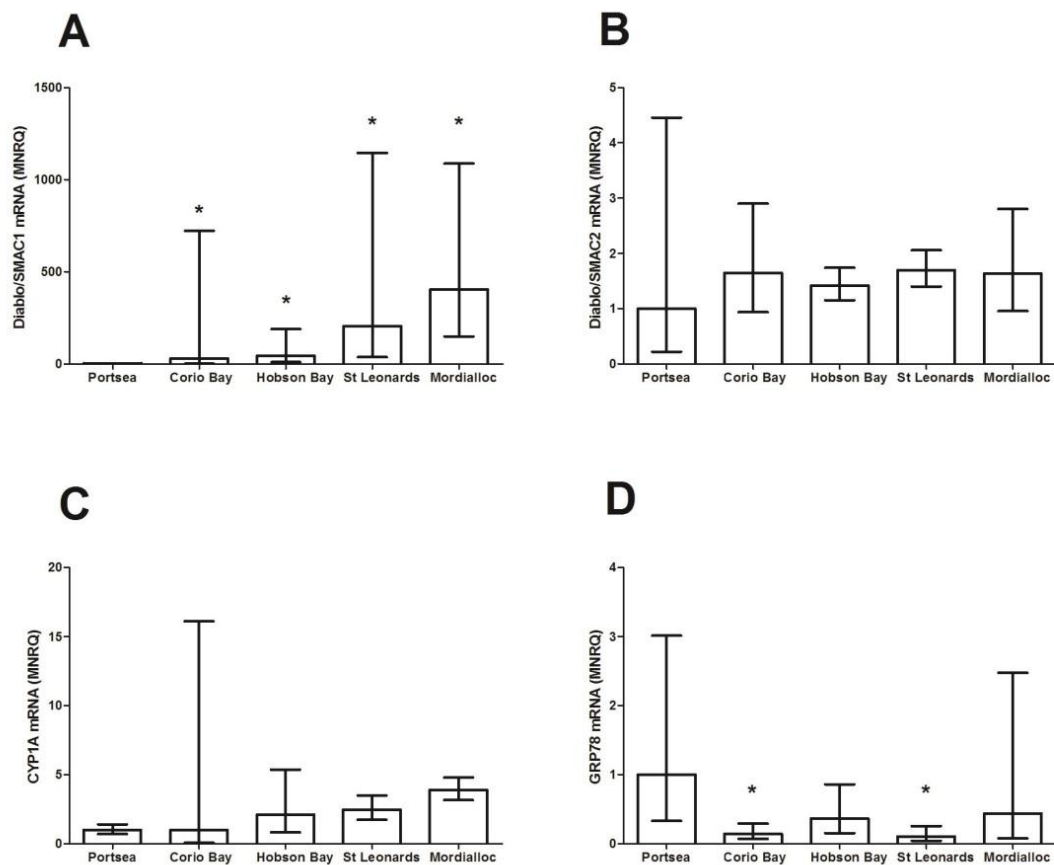 A
Diablo/SMAC1 mRNA (MNRQ)
1500
1000
500
0
*
*
*
*
Portsea Corio Bay Hobson Bay St Leonards Mordialloc
B
Diablo/SMAC2 mRNA (MNRQ)
5
4
3
2
1
0
Portsea Corio Bay Hobson Bay St Leonards Mordialloc
C
CYP1A mRNA (MNRQ)
20
15
10
5
0
Portsea Corio Bay Hobson Bay St Leonards Mordialloc
D
GRP78 mRNA (MNRQ)
4
3
2
1
0
*
*
Portsea Corio Bay Hobson Bay St Leonards Mordialloc